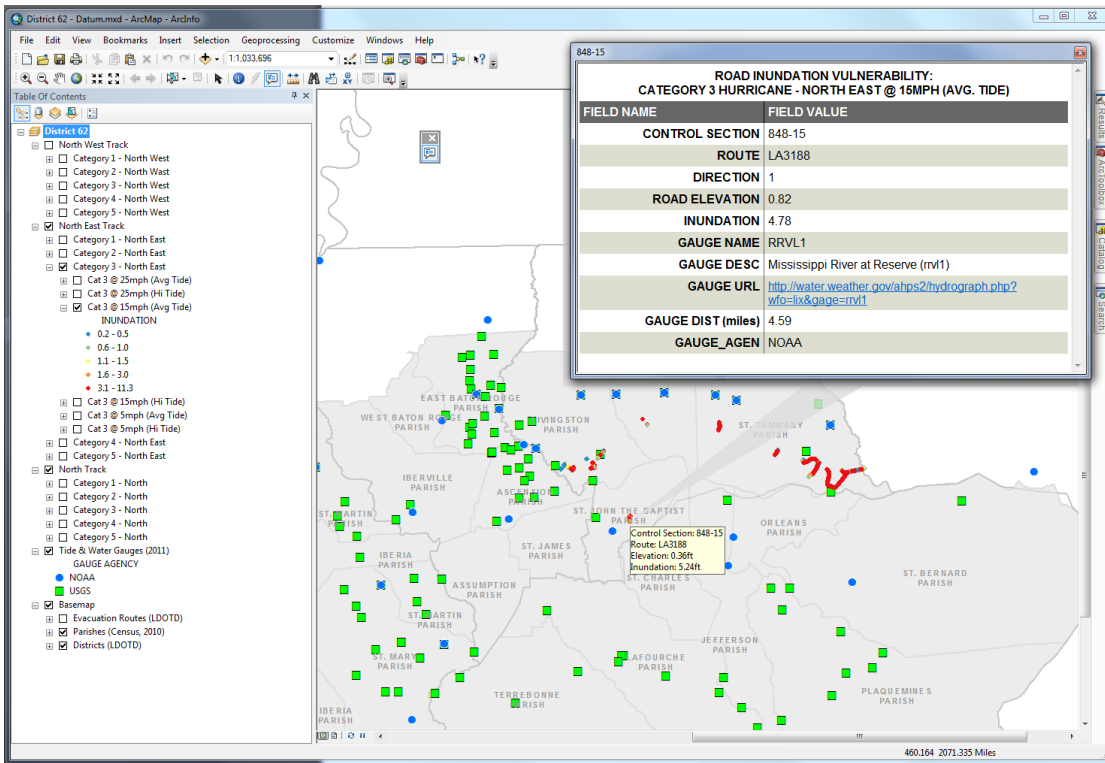 District 62 - Datum.mxd - ArcMap - ArcInfo
File Edit View Bookmarks Insert Selection Geoprocessing Customize Windows Help
1:1,033,696
Table Of Contents
District 62
North West Track
Category 1 - North West
Category 2 - North Wast
Category 3 - North West
Category 4 - North West
Category 5 - North West
North East Track
Category 1 - North East
Category 2 - North East
Category 3 - North East
Cat 3 @ 25mph (Avg Tide)
Cat 3 @ 25mph (Hi Tide)
Cat 3 @ 15mph (Avg Tide)
INUNDATION
0.2 - 0.5
0.6 - 1.0
1.1 - 1.5
1.6 - 3.0
3.1 - 11.3
Cat 3 @ 15mph (Hi Tide)
Cat 3 @ 5mph (Avg Tide)
Cat 3 @ 5mph (Hi Tide)
Category 4 - North East
Category 5 - North East
North Track
Category 1 - North
Category 2 - North
Category 3 - North
Category 4 - North
Category 5 - North
Tide & Water Gauges (2011)
GAUGE AGENCY
NOAA
USGS
Basemap
Evacuation Routes (LDOTD)
Parishes (Census, 2010)
Districts (LDOTD)
848-15
ROAD INUNDATION VULNERABILITY:
CATEGORY 3 HURRICANE - NORTH EAST @ 15MPH (AVG. TIDE)
FIELD NAME FIELD VALUE
CONTROL SECTION 848-15
ROUTE LA3188
DIRECTION 1
ROAD ELEVATION 0.82
INUNDATION 4.78
GAUGE NAME RRVL1
GAUGE DESC Mississippi River at Reserve (rrvl1)
GAUGE URL http://water.weather.gov/ahps2/hydrograph.php?
wfo=lix&gage=rrvl1
GAUGE DIST (miles) 4.59
GAUGE_AGEN NOAA
Results
ArcToolbox
Catalog
Search
EAST BATON ROUGE
PARISH
WEST BATON ROUGE
PARISH
LIVINGSTON
PARISH
ST. TAMMANY
PARISH
IBERVILLE
PARISH
ASCENSION
PARISH
ST. MARTIN
PARISH
ST. JOHN THE BAPTIST
PARISH
ORLEANS
PARISH
Control Section: 848-15
Route: LA3188
Elevation: 0.36ft
Inundation: 5.24ft
ST. JAMES
PARISH
IBERIA
PARISH
ST. CHARLES
PARISH
ST. BERNARD
PARISH
ASSUMPTION
PARISH
ST. MARTIN
PARISH
JEFFERSON
PARISH
ST. MARY
PARISH
LAFOURCHE
PARISH
TERREBONNE
PARISH
PLAQUEMINES
PARISH
IBERIA
PARISH
460.164 2071.335 Miles